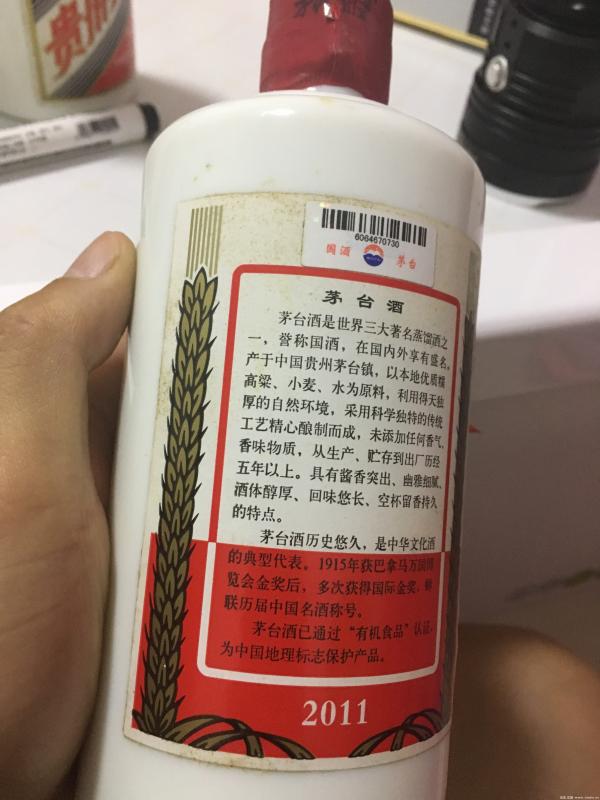 贵州
6064670730
国酒 茅台
茅台酒
茅台酒是世界三大著名蒸馏酒之
一，誉称国酒，在国内外享有盛名。
产于中国贵州茅台镇，以本地优质糯
高粱、小麦、水为原料，利用得天独
厚的自然环境，采用科学独特的传统
工艺精心酿制而成，未添加任何香气、
香味物质，从生产、贮存到出厂历经
五年以上。具有酱香突出、幽雅细腻、
酒体醇厚、回味悠长、空杯留香持久
的特点。
茅台酒历史悠久，是中华文化酒
的典型代表。1915年获巴拿马万国博
览会金奖后，多次获得国际金奖，蝉
联历届中国名酒称号。
茅台酒已通过“有机食品”认证，
为中国地理标志保护产品。
2011